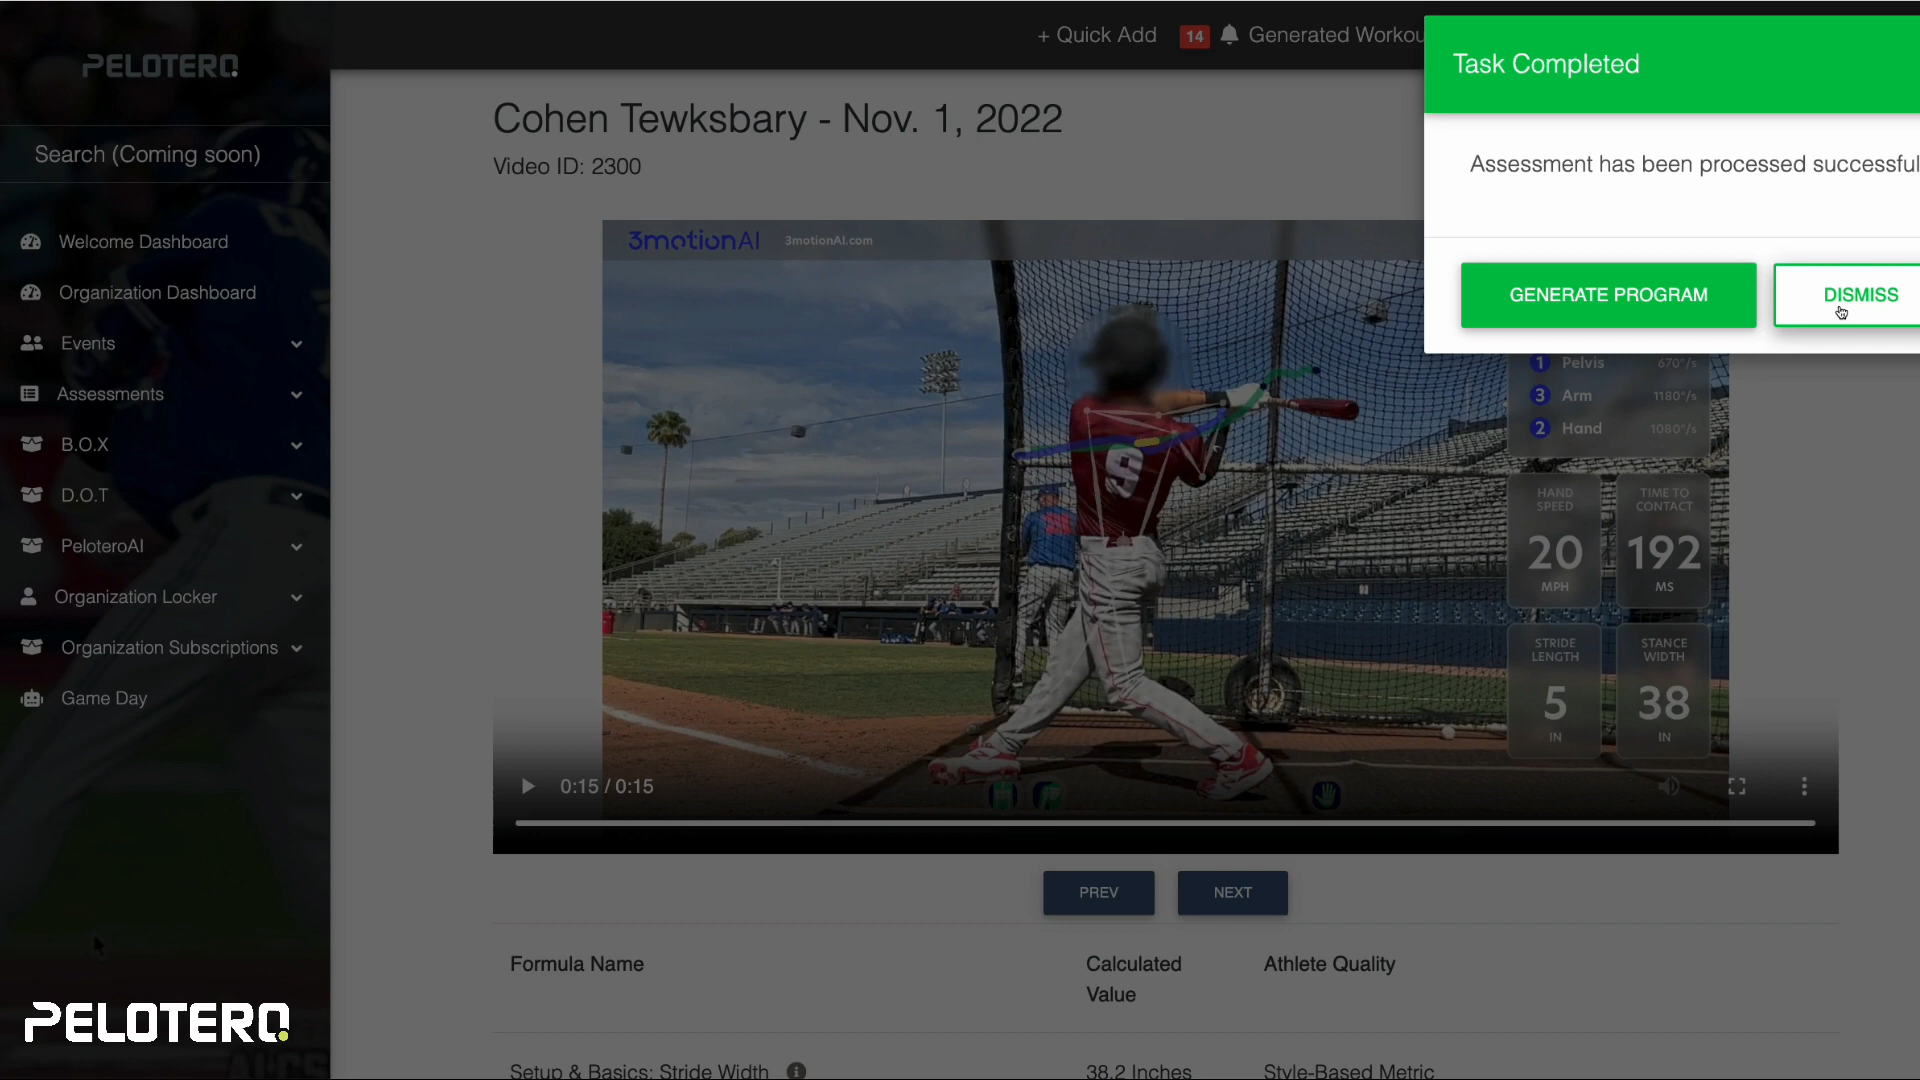 PELOTERO
+ Quick Add
14
Generated Workou
Task Completed
Search (Coming soon)
Cohen Tewksbary - Nov. 1, 2022
Video ID: 2300
Assessment has been processed successful
GENERATE PROGRAM
DISMISS
Welcome Dashboard
Organization Dashboard
Events
Assessments
B.O.X
D.O.T
PeloteroAI
Organization Locker
Organization Subscriptions
Game Day
3motionAI
3motionAI.com
1 Pelvis 670°/s
3 Arm 1180°/s
2 Hand 1080°/s
9
HAND
SPEED
20
MPH
TIME TO
CONTACT
192
MS
STRIDE
LENGTH
5
IN
STANCE
WIDTH
38
IN
0:15 / 0:15
PREV
NEXT
Formula Name
Calculated
Value
Athlete Quality
Setup & Basics: Stride Width
38.2 Inches
Style-Based Metric
PELOTERO